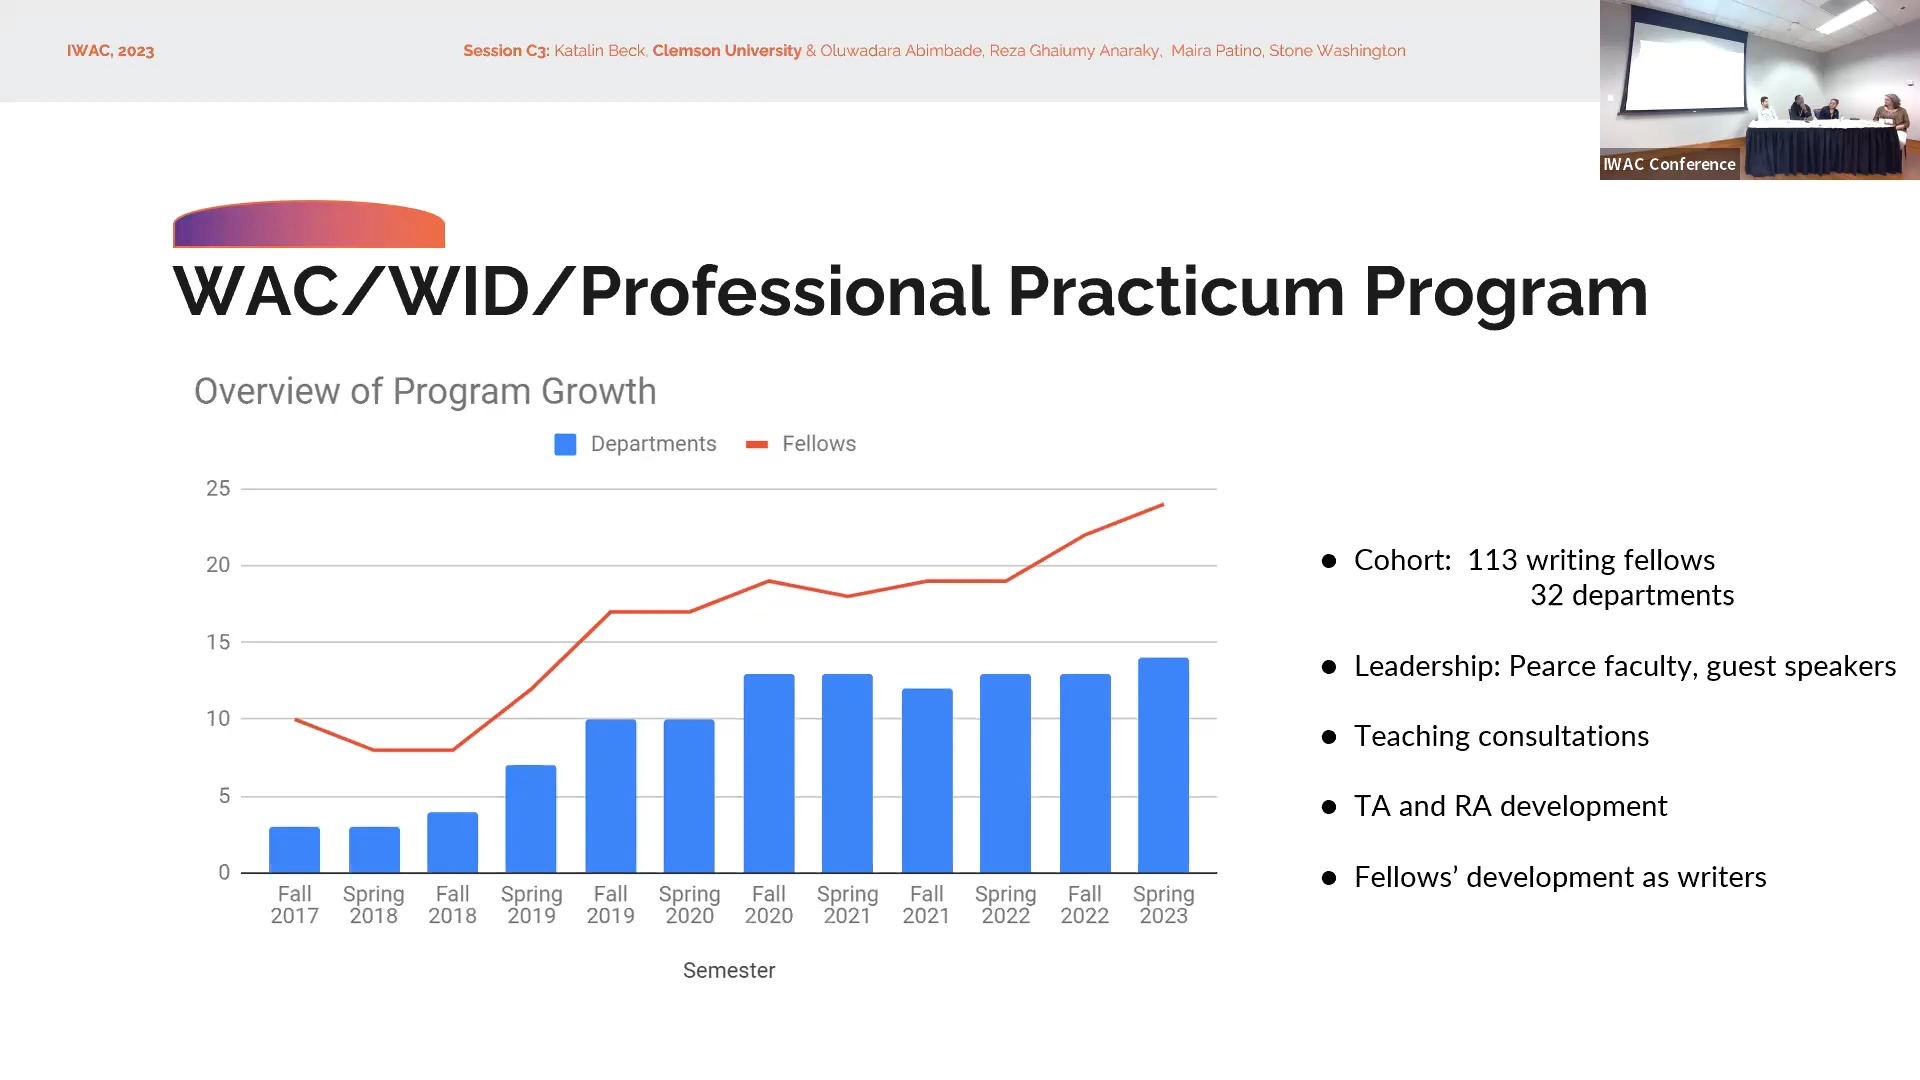 IWAC, 2023
Session C3: Katalin Beck, Clemson University & Oluwadara Abimbade, Reza Ghaiumy Anaraky, Maira Patino, Stone Washington
IWAC Conference
WAC/WID/Professional Practicum Program
Overview of Program Growth
Departments
Fellows
25
20
15
10
5
0
Fall 2017
Spring 2018
Fall 2018
Spring 2019
Fall 2019
Spring 2020
Fall 2020
Spring 2021
Fall 2021
Spring 2022
Fall 2022
Spring 2023
Semester
● Cohort: 113 writing fellows
32 departments
● Leadership: Pearce faculty, guest speakers
● Teaching consultations
● TA and RA development
● Fellows’ development as writers